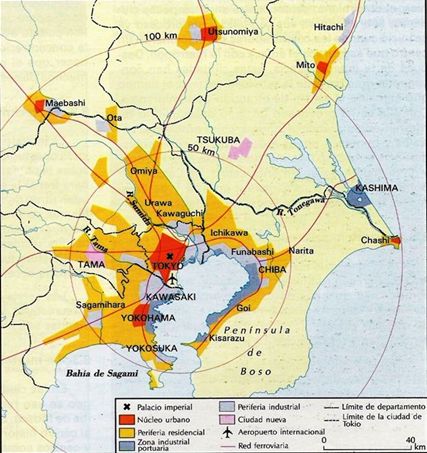 Hitachi
100 km
Utsunomiya
Mito
Maebashi
Ota
TSUKUBA
50 km
Omiya
KASHIMA
R. Sumida
Urawa
Kawaguchi
R. Tonegawa
Ichikawa
Chashi
R. Tama
Funabashi
Narita
TAMA
TOKYO
CHIBA
KAWASAKI
Sagamihara
Goi
YOKOHAMA
Península
de
Boso
Kisarazu
YOKOSUKA
Bahía de Sagami
Palacio imperial
Núcleo urbano
Periferia residencial
Zona industrial
portuaria
Periferia industrial
Ciudad nueva
Aeropuerto internacional
Red ferroviaria
Límite de departamento
Límite de la ciudad de
Tokio
0 40
km